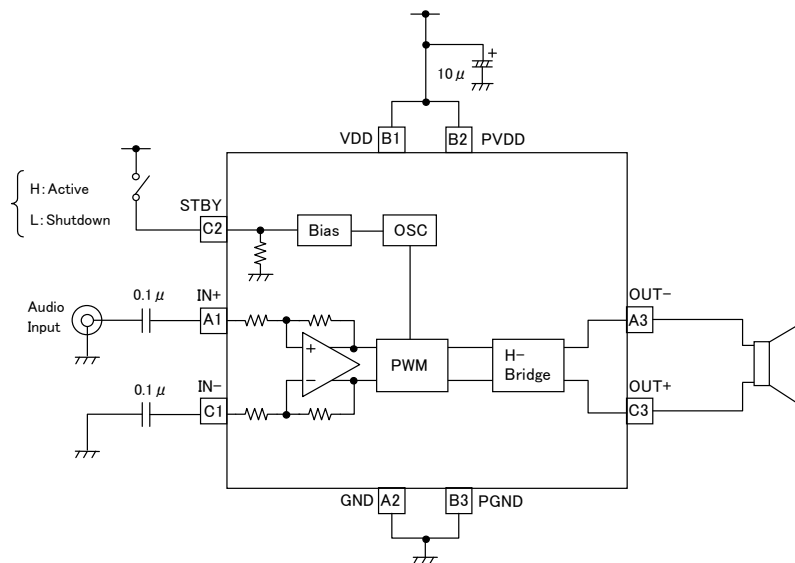 +
10μ
VDD B1 B2 PVDD
H:Active
L:Shutdown
STBY
C2
Bias
OSC
Audio
Input
0.1μ
IN+
A1
+
−
PWM
H-
Bridge
OUT-
A3
0.1μ
IN-
C1
OUT+
C3
GND A2 B3 PGND